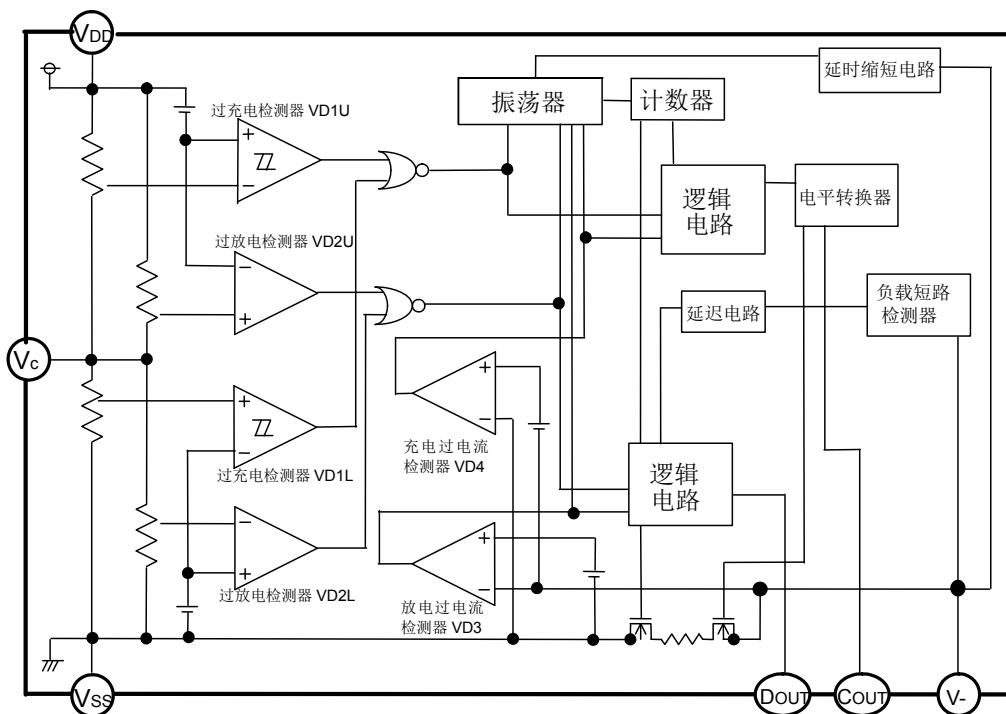 VDD
延时缩短电路
过充电检测器 VD1U
振荡器
计数器
+
−
逻辑
电路
电平转换器
过放电检测器 VD2U
−
+
延迟电路
负载短路
检测器
Vc
+
−
+
−
充电过电流
检测器 VD4
过充电检测器 VD1L
逻辑
电路
−
+
+
−
过放电检测器 VD2L
放电过电流
检测器 VD3
VSS
DOUT
COUT
V-